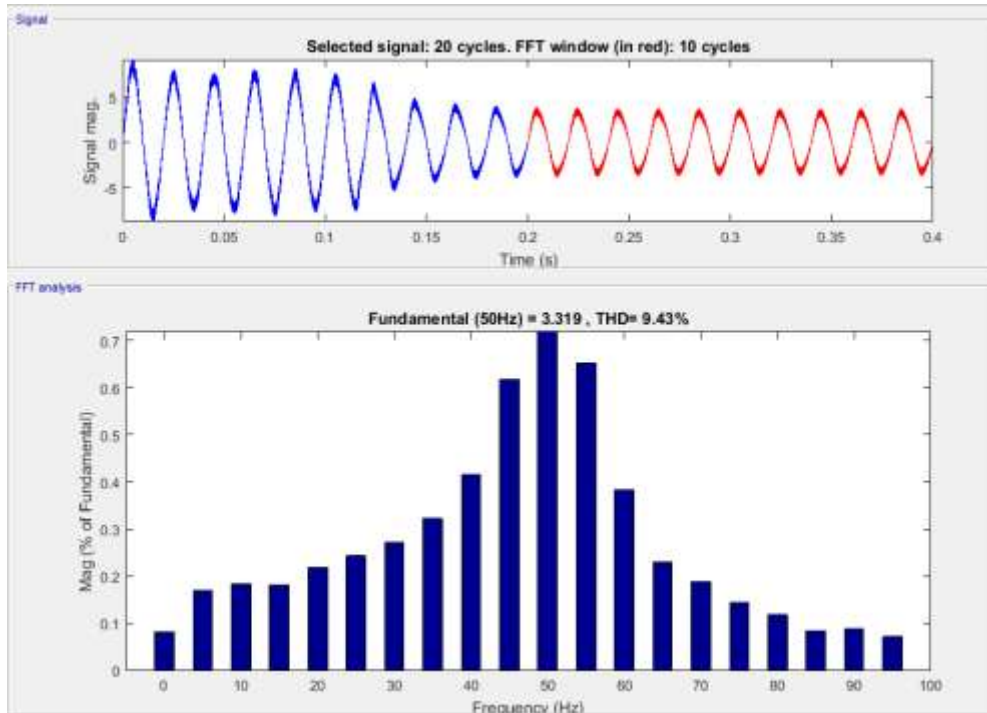 Signal
Selected signal: 20 cycles. FFT window (in red): 10 cycles
Signal mag.
5
0
-5
0 0.05 0.1 0.15 0.2 0.25 0.3 0.35 0.4
Time (s)
FFT analysis
Fundamental (50Hz) = 3.319 , THD= 9.43%
Mag (% of Fundamental)
0.7
0.6
0.5
0.4
0.3
0.2
0.1
0
0 10 20 30 40 50 60 70 80 90 100
Frequency (Hz)